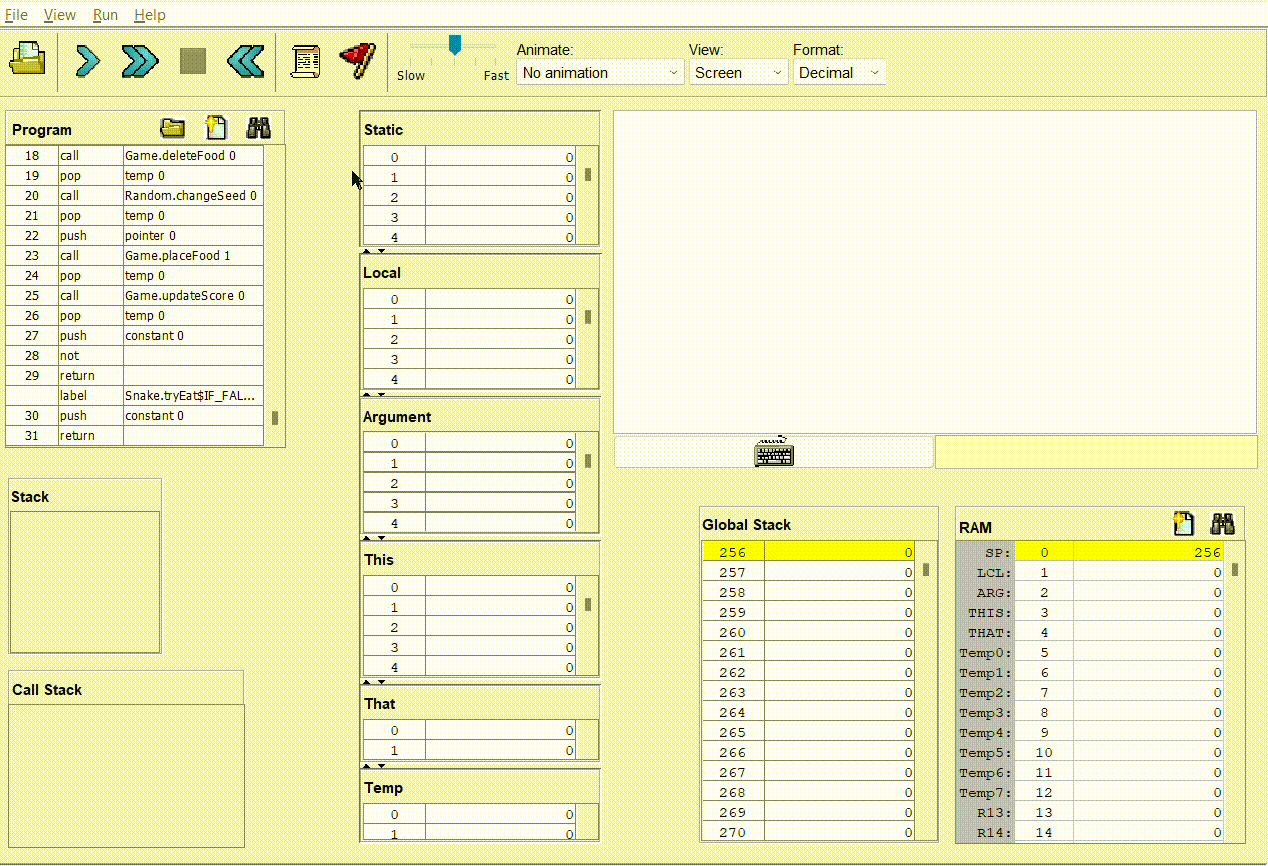 File View Run Help
Slow Fast
Animate: View: Format:
No animation Screen Decimal
Program
18 call Game.deleteFood 0
19 pop temp 0
20 call Random.changeSeed 0
21 pop temp 0
22 push pointer 0
23 call Game.placeFood 1
24 pop temp 0
25 call Game.updateScore 0
26 pop temp 0
27 push constant 0
28 not
29 return
label Snake.tryEat$IF_FAL...
30 push constant 0
31 return
Stack
Call Stack
Static
0 0
1 0
2 0
3 0
4 0
Local
0 0
1 0
2 0
3 0
4 0
Argument
0 0
1 0
2 0
3 0
4 0
This
0 0
1 0
2 0
3 0
4 0
That
0 0
1 0
Temp
0 0
1 0
Global Stack
256 0
257 0
258 0
259 0
260 0
261 0
262 0
263 0
264 0
265 0
266 0
267 0
268 0
269 0
270 0
RAM
SP: 0 256
LCL: 1 0
ARG: 2 0
THIS: 3 0
THAT: 4 0
Temp0: 5 0
Temp1: 6 0
Temp2: 7 0
Temp3: 8 0
Temp4: 9 0
Temp5: 10 0
Temp6: 11 0
Temp7: 12 0
R13: 13 0
R14: 14 0